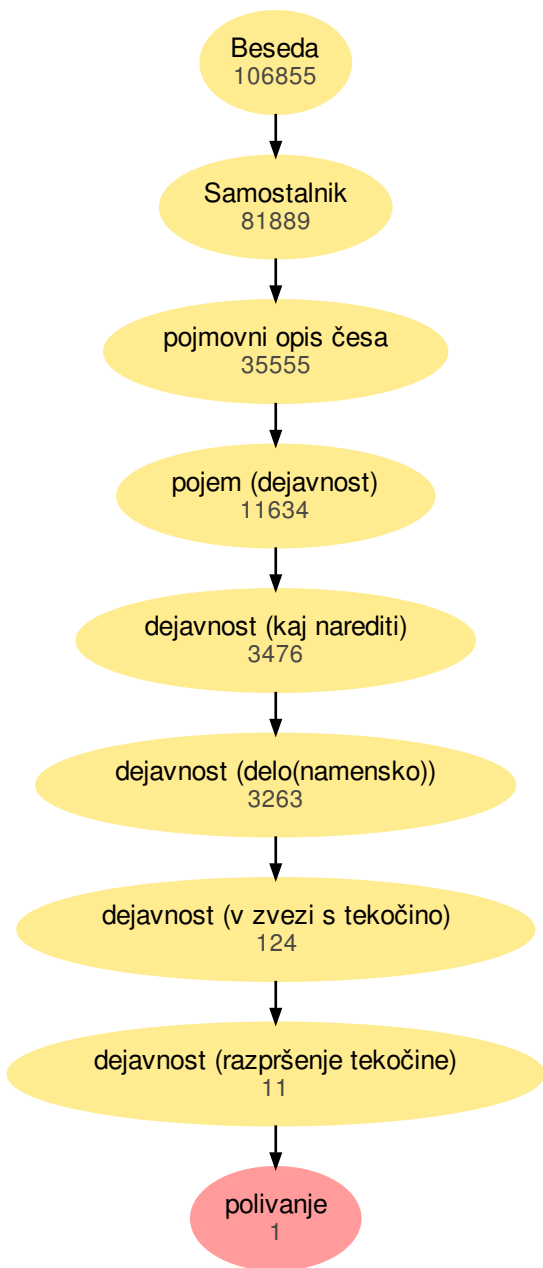 Beseda
106855
Samostalnik
81889
pojmovni opis česa
35555
pojem (dejavnost)
11634
dejavnost (kaj narediti)
3476
dejavnost (delo(namensko))
3263
dejavnost (v zvezi s tekočino)
124
dejavnost (razpršenje tekočine)
11
polivanje
1